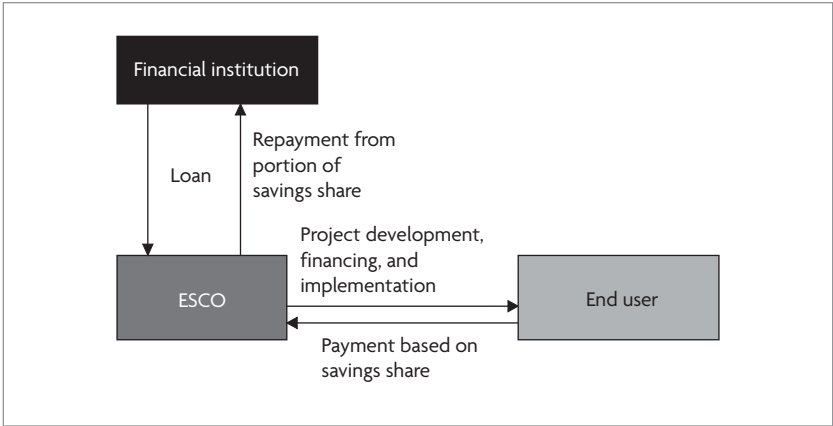 Financial institution
Loan
Repayment from
portion of
savings share
Project development,
financing, and
implementation
ESCO
End user
Payment based on
savings share